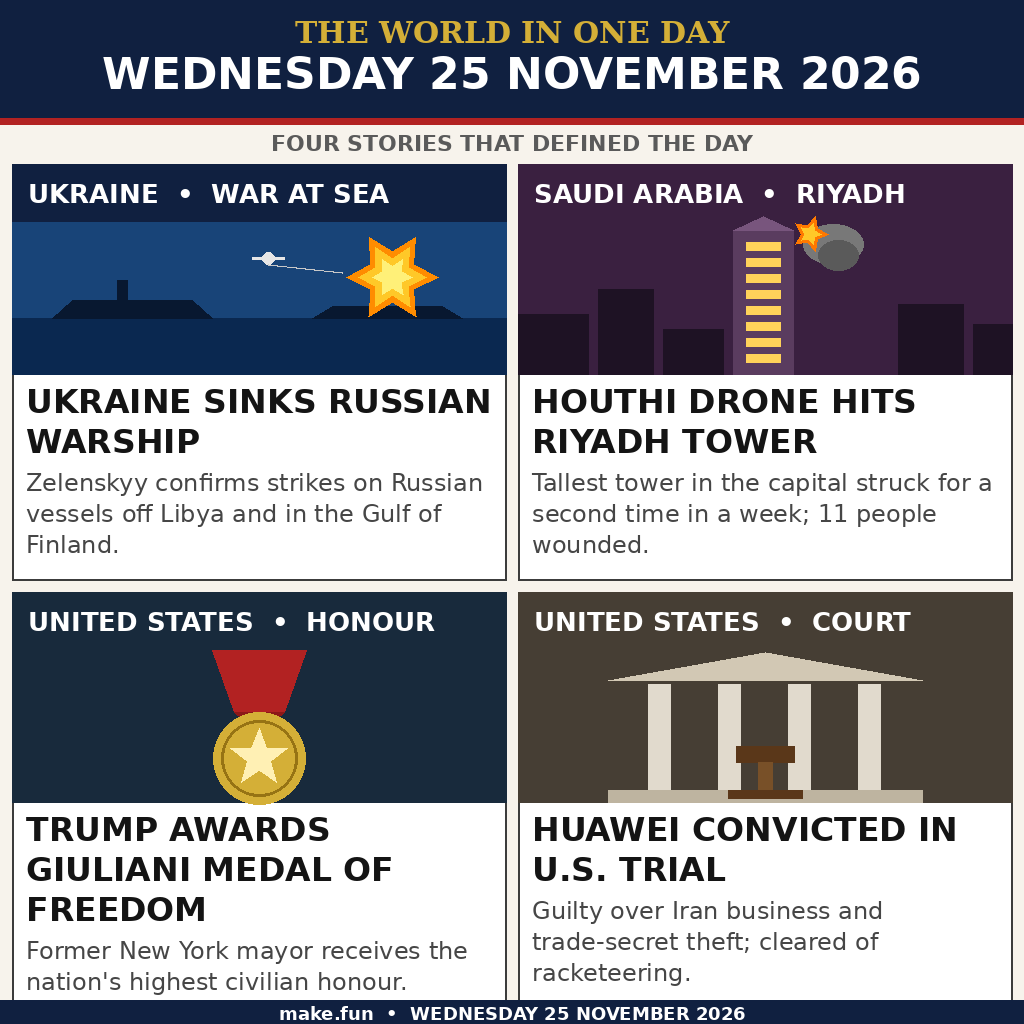 THE WORLD IN ONE DAY
WEDNESDAY 25 NOVEMBER 2026
FOUR STORIES THAT DEFINED THE DAY
UKRAINE • WAR AT SEA
UKRAINE SINKS RUSSIAN
WARSHIP
Zelenskyy confirms strikes on Russian
vessels off Libya and in the Gulf of
Finland.
SAUDI ARABIA • RIYADH
HOUTHI DRONE HITS
RIYADH TOWER
Tallest tower in the capital struck for a
second time in a week; 11 people
wounded.
UNITED STATES • HONOUR
TRUMP AWARDS
GIULIANI MEDAL OF
FREEDOM
Former New York mayor receives the
nation's highest civilian honour.
UNITED STATES • COURT
HUAWEI CONVICTED IN
U.S. TRIAL
Guilty over Iran business and
trade-secret theft; cleared of
racketeering.
make.fun • WEDNESDAY 25 NOVEMBER 2026